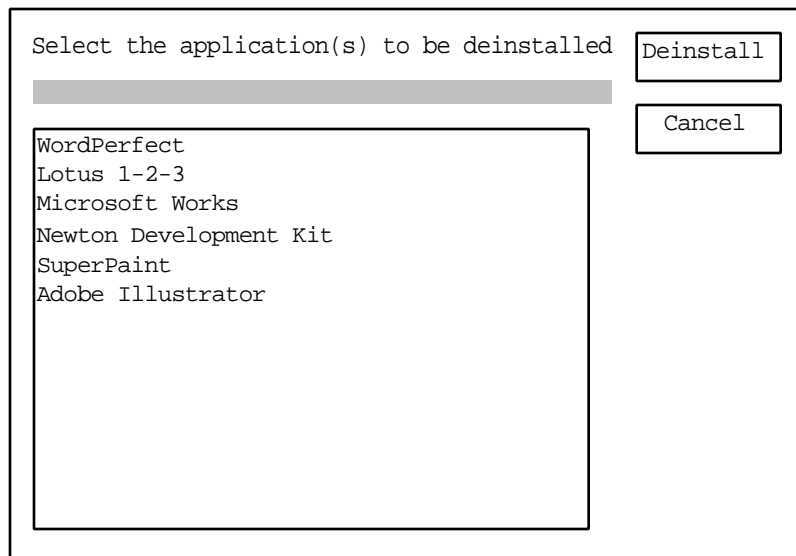 Select the application(s) to be deinstalled
Deinstall
Cancel
WordPerfect
Lotus 1-2-3
Microsoft Works
Newton Development Kit
SuperPaint
Adobe Illustrator